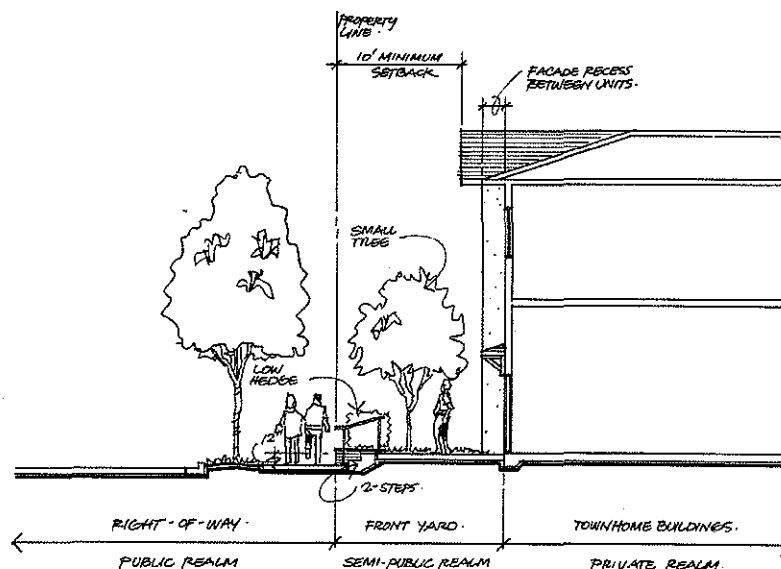 PROPERTY
LINE.
10' MINIMUM
SETBACK
FACADE RECESS
BETWEEN UNITS.
SMALL
TREE
LOW
HEDGE
12"
2-STEPS.
RIGHT-OF-WAY.
FRONT YARD.
TOWNHOME BUILDINGS.
PUBLIC REALM
SEMI-PUBLIC REALM
PRIVATE REALM.